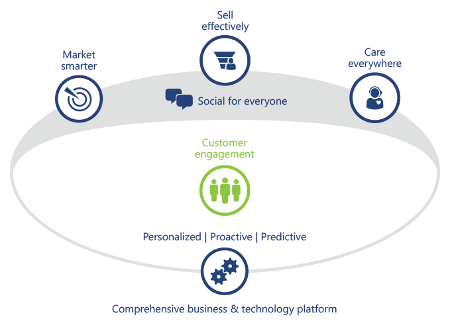 Sell
effectively
Market
smarter
Care
everywhere
Social for everyone
Customer
engagement
Personalized | Proactive | Predictive
Comprehensive business & technology platform